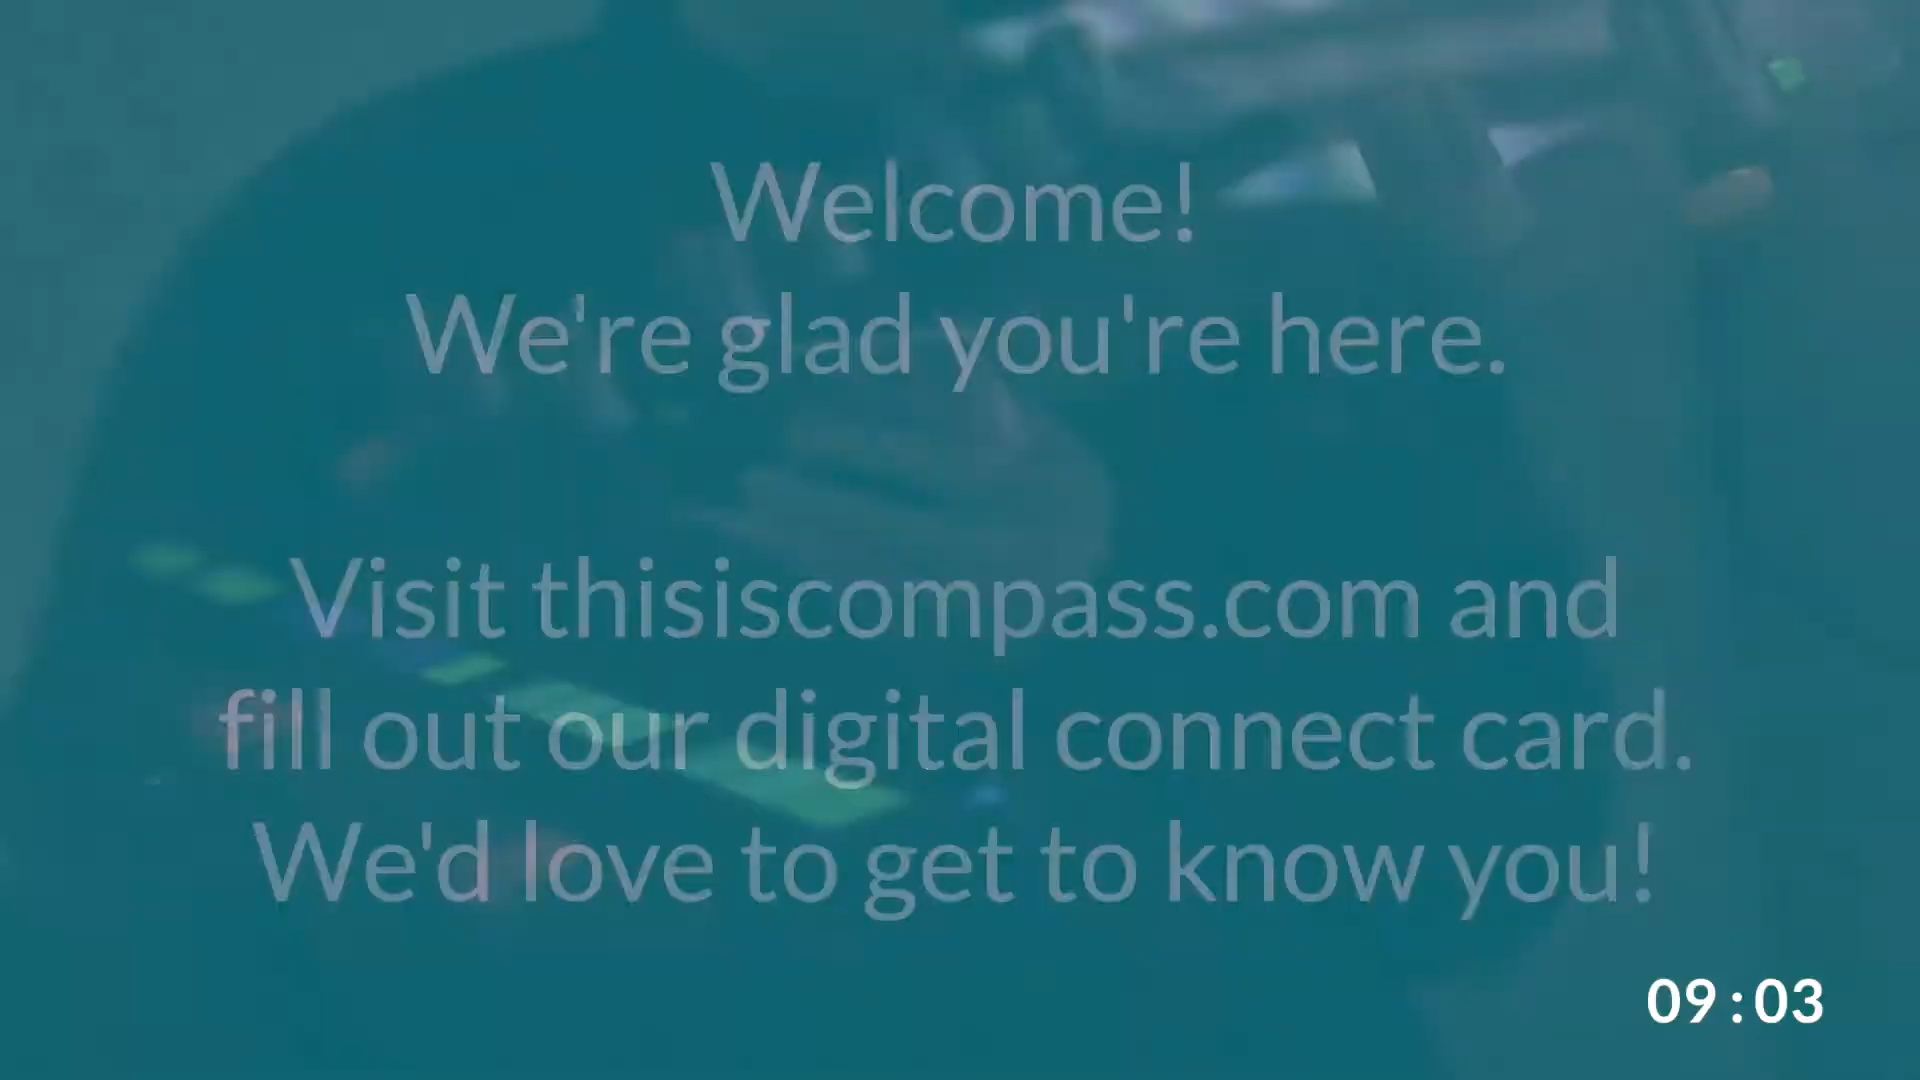 Welcome!
We're glad you're here.
Visit thisiscompass.com and
fill out our digital connect card.
We'd love to get to know you!
09:03